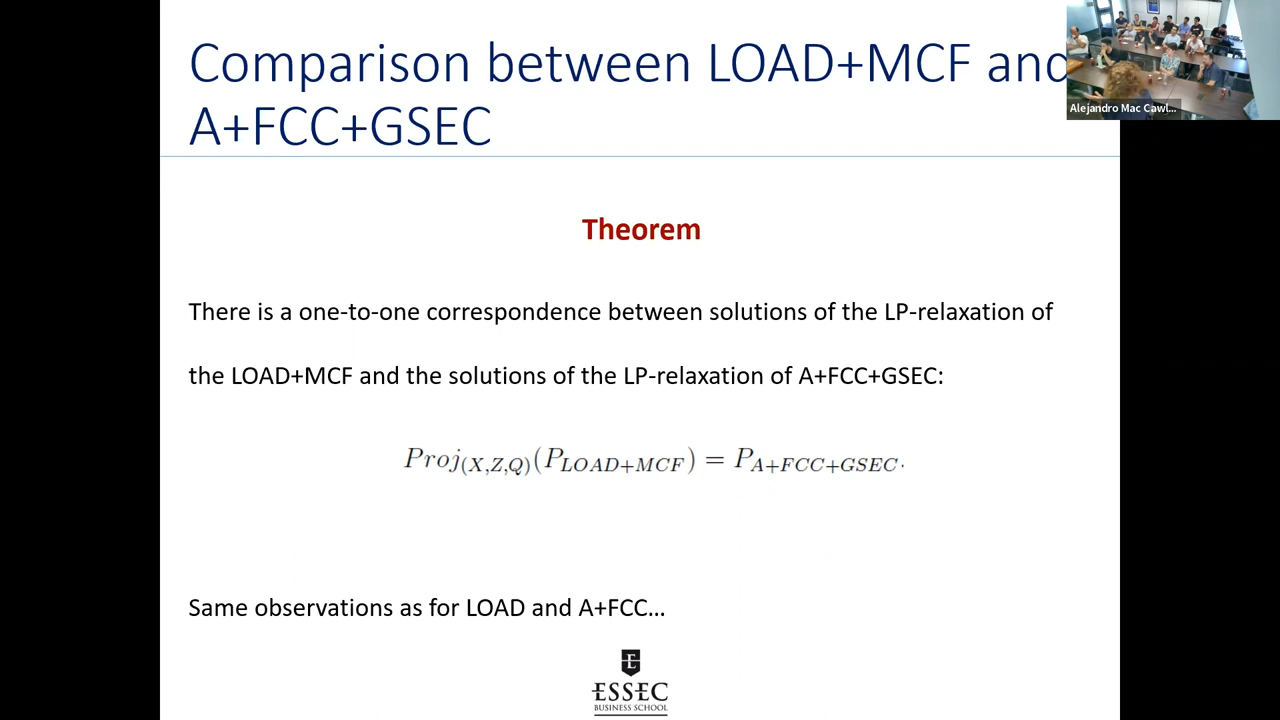 Comparison between LOAD+MCF and
A+FCC+GSEC
Alejandro Mac Cawl...
Theorem
There is a one-to-one correspondence between solutions of the LP-relaxation of
the LOAD+MCF and the solutions of the LP-relaxation of A+FCC+GSEC:
Proj(X,Z,Q)(PLOAD+MCF) = PA+FCC+GSEC.
Same observations as for LOAD and A+FCC...
E
ESSEC
BUSINESS SCHOOL